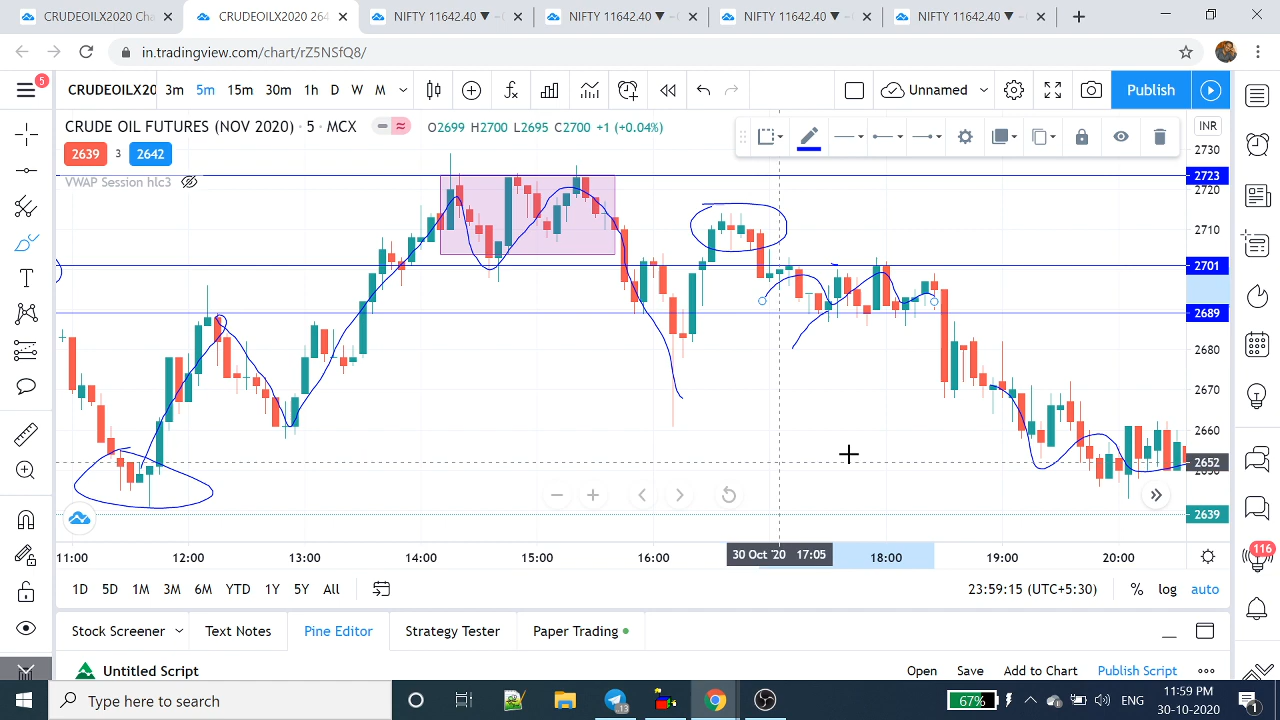 CRUDEOILX2020 Cha
CRUDEOILX2020 264
NIFTY 11642.40 ▼ –
NIFTY 11642.40 ▼ –
NIFTY 11642.40 ▼ –
NIFTY 11642.40 ▼ –
in.tradingview.com/chart/rZ5NSfQ8/
5
CRUDEOILX20 3m 5m 15m 30m 1h D W M
Unnamed
Publish
CRUDE OIL FUTURES (NOV 2020) · 5 · MCX O2699 H2700 L2695 C2700 +1 (+0.04%)
INR
2639 3 2642
VWAP Session hlc3
2730
2723
2720
2710
2701
2689
2680
2670
2660
2652
2639
11:00 12:00 13:00 14:00 15:00 16:00 30 Oct '20 17:05 18:00 19:00 20:00
1D 5D 1M 3M 6M YTD 1Y 5Y All
23:59:15 (UTC+5:30) % log auto
116
Stock Screener Text Notes Pine Editor Strategy Tester Paper Trading
Untitled Script
Open Save Add to Chart Publish Script
Type here to search
13
67%
ENG
11:59 PM
30-10-2020